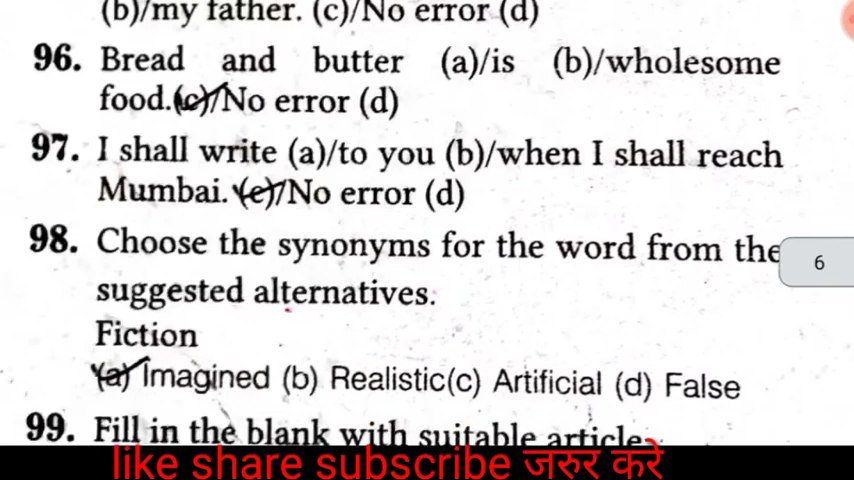 (b)/my father. (c)/No error (d)
96. Bread and butter (a)/is (b)/wholesome
food.(c)/No error (d)
97. I shall write (a)/to you (b)/when I shall reach
Mumbai. (c)/No error (d)
98. Choose the synonyms for the word from the
suggested alternatives.
6
Fiction
(a) Imagined (b) Realistic(c) Artificial (d) False
99. Fill in the blank with suitable article.
like share subscribe जरुर करे